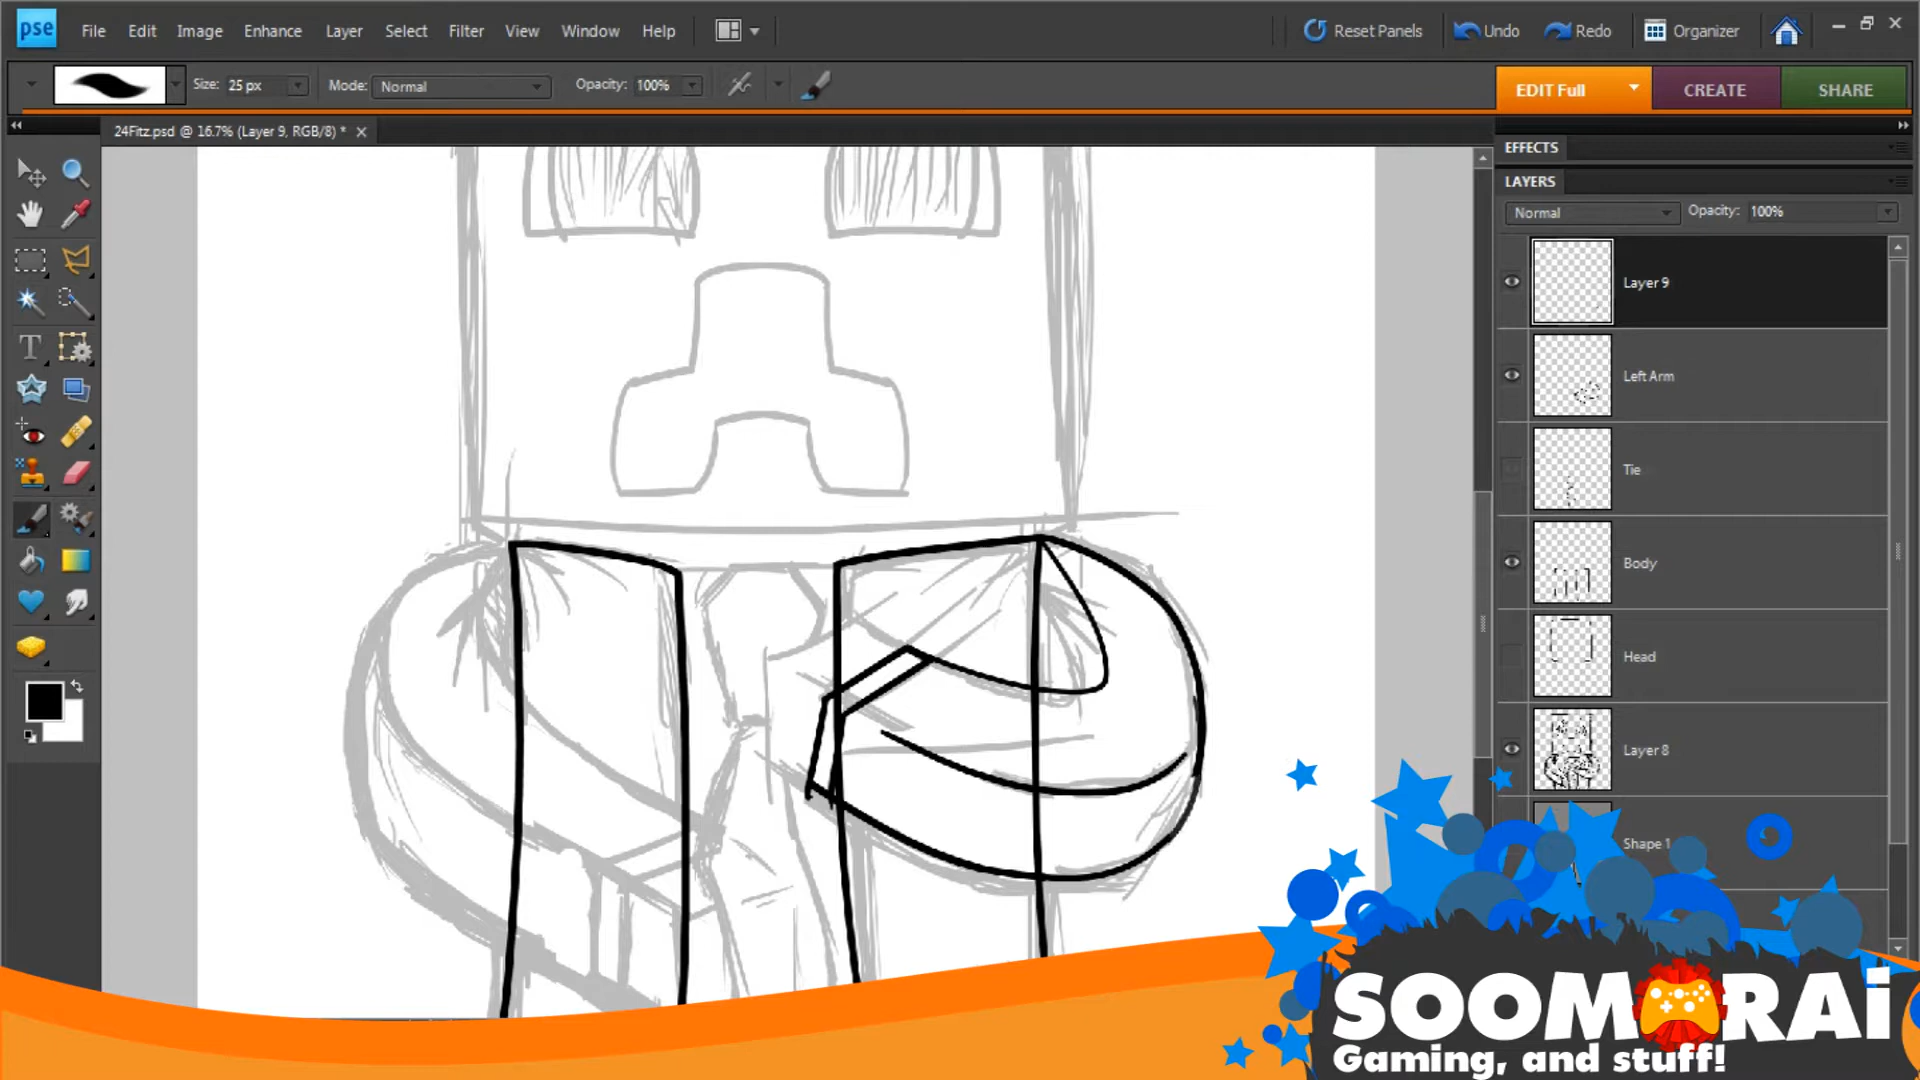 pse File Edit Image Enhance Layer Select Filter View Window Help Reset Panels Undo Redo Organizer
Size: 25 px Mode: Normal Opacity: 100% EDIT Full CREATE SHARE
24Fitz.psd @ 16.7% (Layer 9, RGB/8) *
EFFECTS
LAYERS
Normal Opacity: 100%
Layer 9
Left Arm
Tie
Body
Head
Layer 8
Shape 1
T
SOOMORAi
Gaming, and stuff!